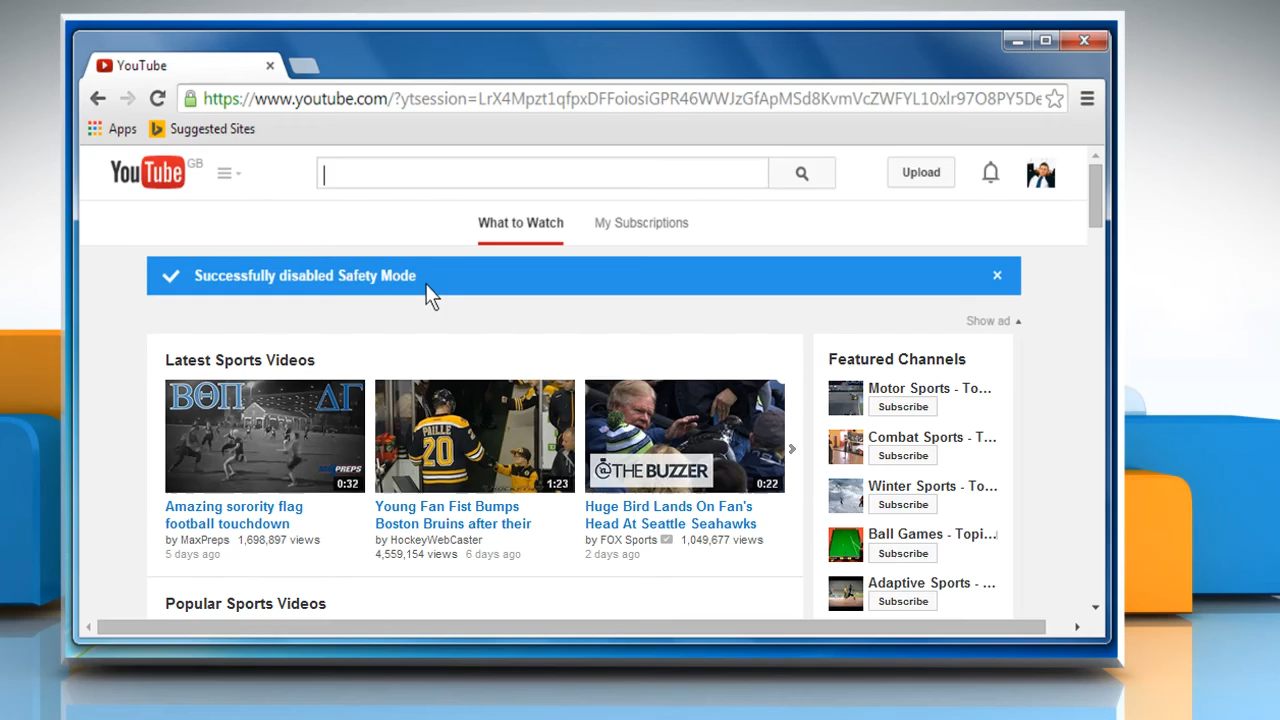 YouTube
https://www.youtube.com/?ytsession=LrX4Mpzt1qfpxDFFoiosiGPR46WWJzGfApMSd8KvmVcZWFYL10xlr97O8PY5De
Apps Suggested Sites
YouTube GB
Upload
What to Watch My Subscriptions
Successfully disabled Safety Mode
Show ad
Latest Sports Videos
ΒΘΠ ΔΓ
MAXPREPS
0:32
PAILLE
20
1:23
THE BUZZER
0:22
Amazing sorority flag
football touchdown
by MaxPreps 1,698,897 views
5 days ago
Young Fan Fist Bumps
Boston Bruins after their
by HockeyWebCaster
4,559,154 views 6 days ago
Huge Bird Lands On Fan's
Head At Seattle Seahawks
by FOX Sports 1,049,677 views
2 days ago
Popular Sports Videos
Featured Channels
Motor Sports - To...
Subscribe
Combat Sports - T...
Subscribe
Winter Sports - To...
Subscribe
Ball Games - Topi...
Subscribe
Adaptive Sports - ...
Subscribe